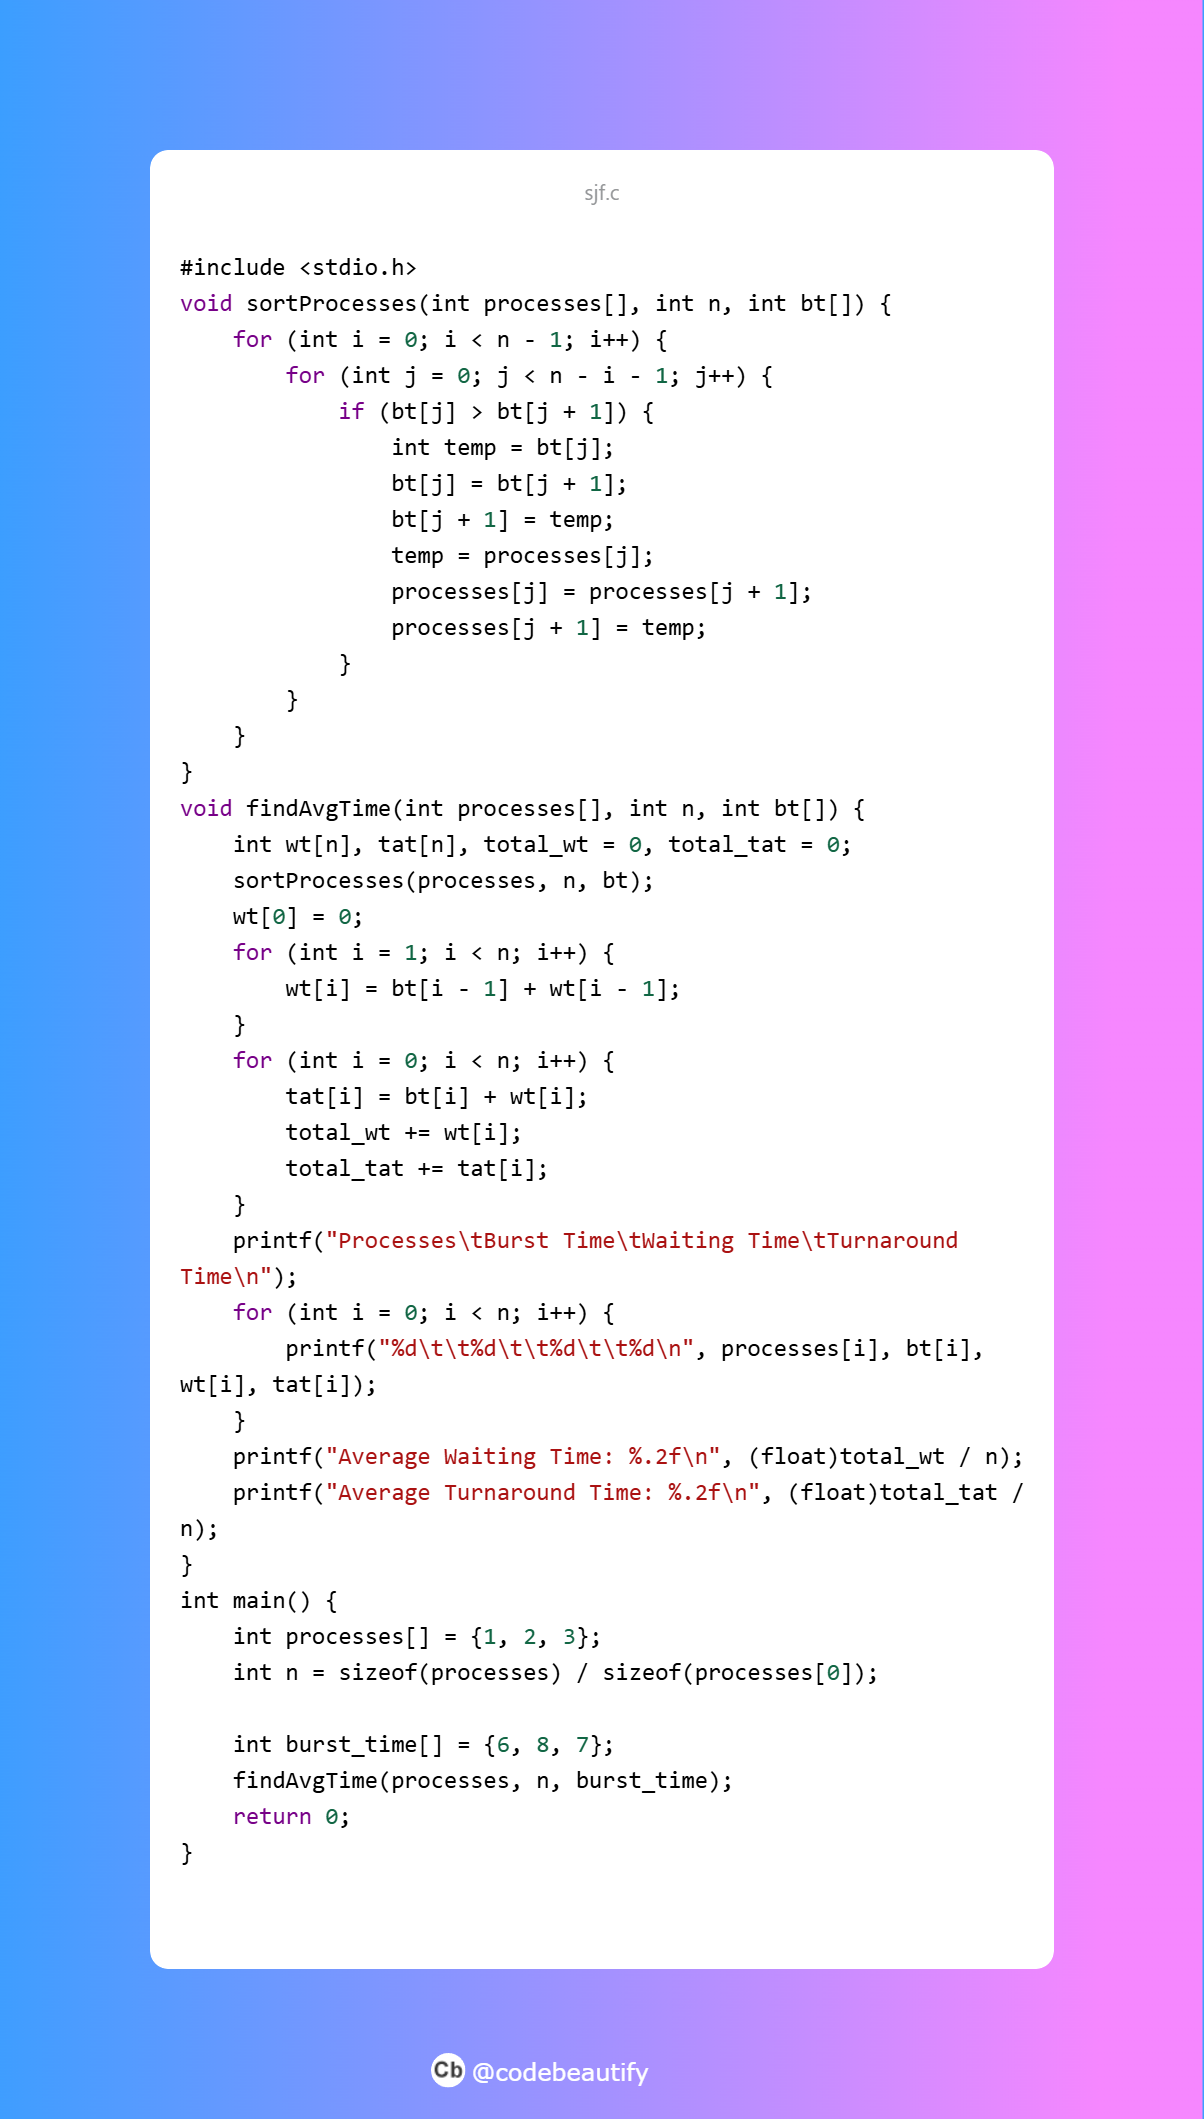 sjf.c
#include <stdio.h>
void sortProcesses(int processes[], int n, int bt[]) {
    for (int i = 0; i < n - 1; i++) {
        for (int j = 0; j < n - i - 1; j++) {
            if (bt[j] > bt[j + 1]) {
                int temp = bt[j];
                bt[j] = bt[j + 1];
                bt[j + 1] = temp;
                temp = processes[j];
                processes[j] = processes[j + 1];
                processes[j + 1] = temp;
            }
        }
    }
}
void findAvgTime(int processes[], int n, int bt[]) {
    int wt[n], tat[n], total_wt = 0, total_tat = 0;
    sortProcesses(processes, n, bt);
    wt[0] = 0;
    for (int i = 1; i < n; i++) {
        wt[i] = bt[i - 1] + wt[i - 1];
    }
    for (int i = 0; i < n; i++) {
        tat[i] = bt[i] + wt[i];
        total_wt += wt[i];
        total_tat += tat[i];
    }
    printf("Processes\tBurst Time\tWaiting Time\tTurnaround
Time\n");
    for (int i = 0; i < n; i++) {
        printf("%d\t\t%d\t\t%d\t\t%d\n", processes[i], bt[i],
wt[i], tat[i]);
    }
    printf("Average Waiting Time: %.2f\n", (float)total_wt / n);
    printf("Average Turnaround Time: %.2f\n", (float)total_tat /
n);
}
int main() {
    int processes[] = {1, 2, 3};
    int n = sizeof(processes) / sizeof(processes[0]);
    int burst_time[] = {6, 8, 7};
    findAvgTime(processes, n, burst_time);
    return 0;
}
Cb @codebeautify